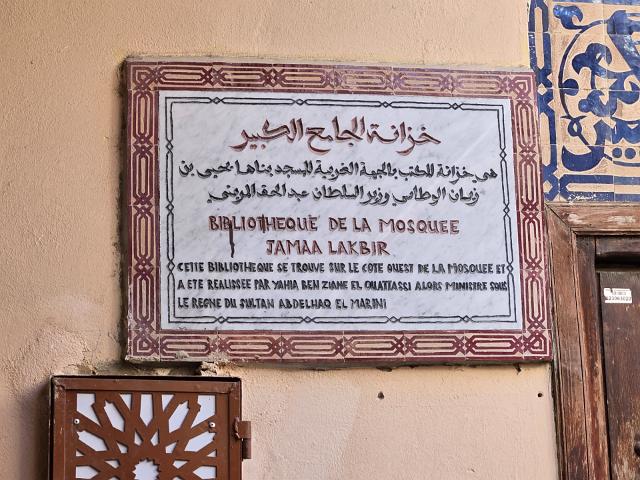 خزانة الجامع الكبير
هي خزانة للكتب بالجهة الغربية للمسجد بناها يحيى بن
زيان الوطاسي وزير السلطان عبد الحق المريني
BIBLIOTHEQUE DE LA MOSQUEE
JAMAA LAKBIR
CETTE BIBLIOTHEQUE SE TROUVE SUR LE COTE OUEST DE LA MOSQUEE ET
A ETE REALISSEE PAR YAHIA BEN ZIANE EL OUATTASSI ALORS MINISTRE SOUS
LE REGNE DU SULTAN ABDELHAQ EL MARINI